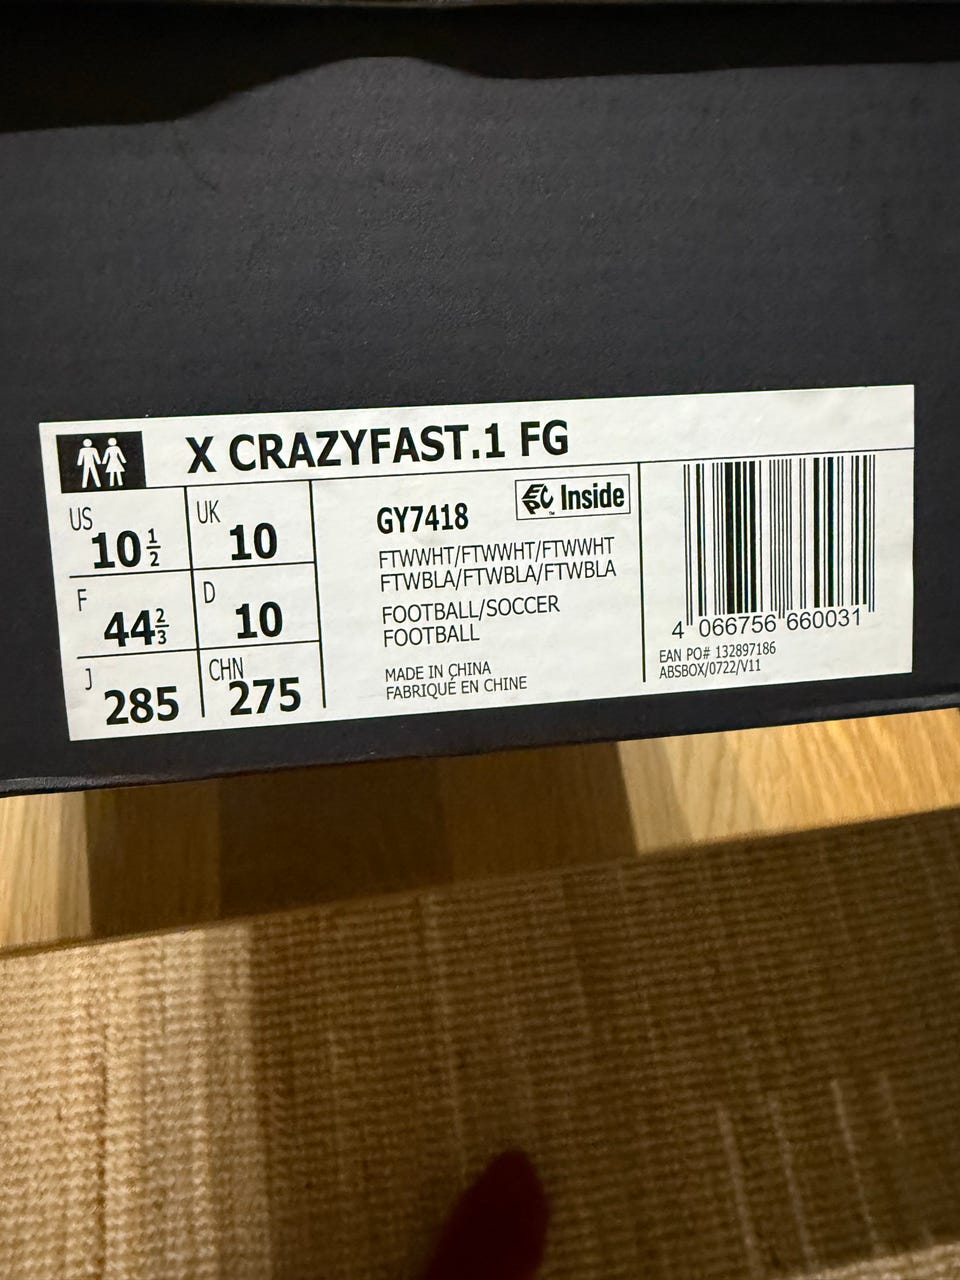 X CRAZYFAST.1 FG
US 10 1/2
UK 10
F 44 2/3
D 10
J 285
CHN 275
GY7418
EC™ Inside
FTWWHT/FTWWHT/FTWWHT
FTWBLA/FTWBLA/FTWBLA
FOOTBALL/SOCCER
FOOTBALL
MADE IN CHINA
FABRIQUÉ EN CHINE
4 066756 660031
EAN PO# 132897186
ABSBOX/0722/V11